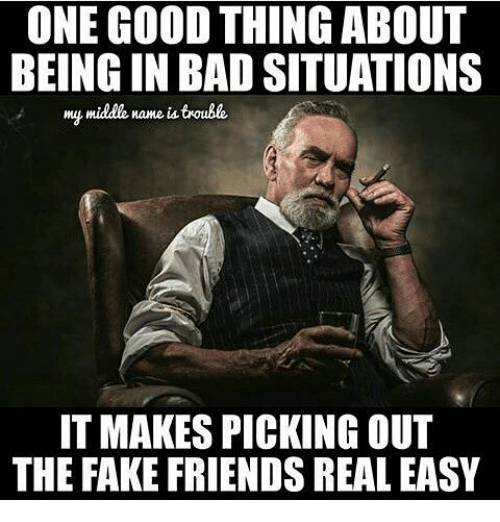 ONE GOOD THING ABOUT
BEING IN BAD SITUATIONS
my middle name is trouble
IT MAKES PICKING OUT
THE FAKE FRIENDS REAL EASY